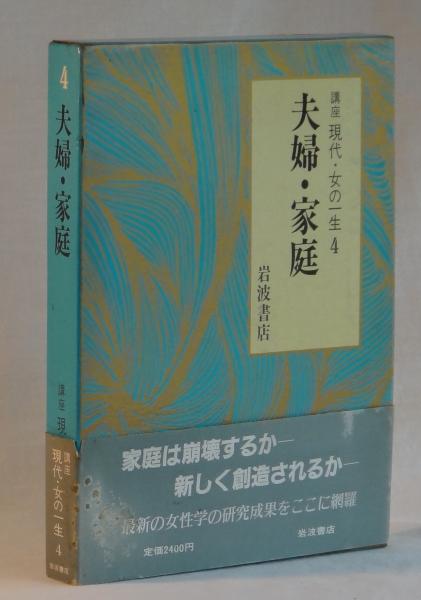 講座 現代・女の一生 4
夫婦・家庭
岩波書店
4
夫婦・家庭
講座 現
家庭は崩壊するか―
新しく創造されるか―
最新の女性学の研究成果をここに網羅
定価2400円
岩波書店
講座
現代・女の一生
4
岩波書店